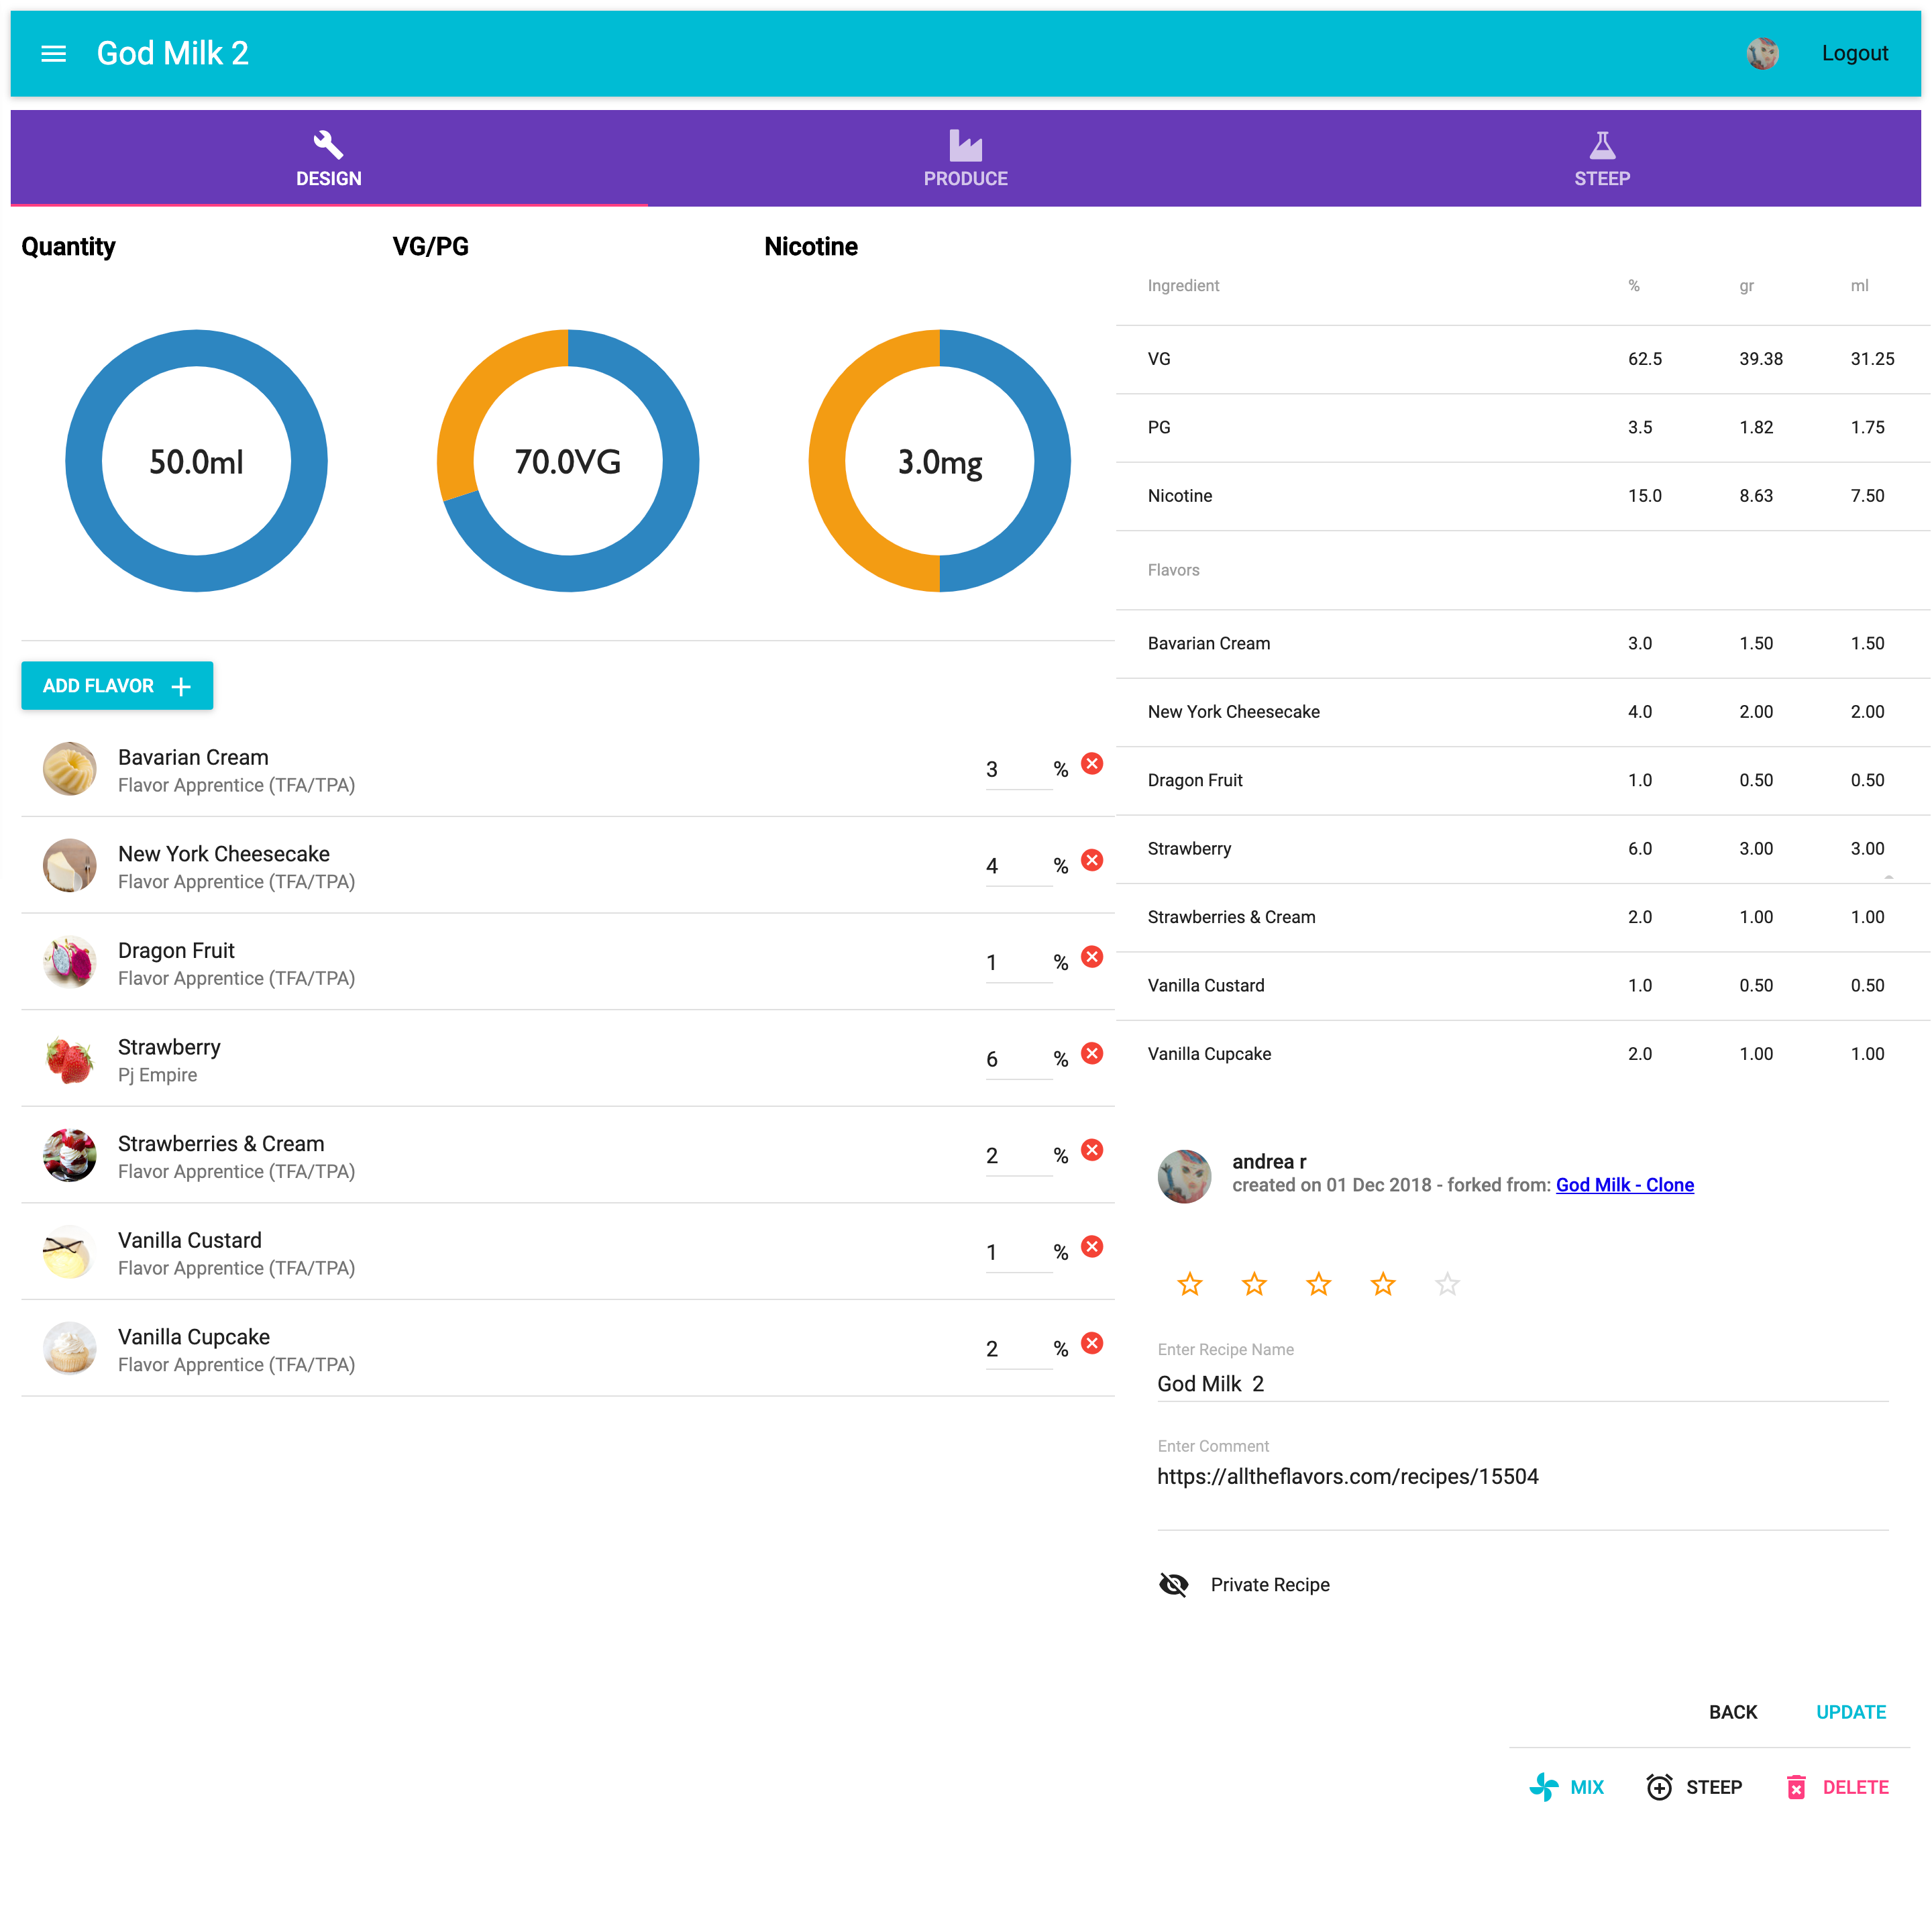 God Milk 2
Logout
DESIGN
PRODUCE
STEEP
Quantity
VG/PG
Nicotine
50.0ml
70.0VG
3.0mg
ADD FLAVOR
Bavarian Cream
Flavor Apprentice (TFA/TPA)
3 %
New York Cheesecake
Flavor Apprentice (TFA/TPA)
4 %
Dragon Fruit
Flavor Apprentice (TFA/TPA)
1 %
Strawberry
Pj Empire
6 %
Strawberries & Cream
Flavor Apprentice (TFA/TPA)
2 %
Vanilla Custard
Flavor Apprentice (TFA/TPA)
1 %
Vanilla Cupcake
Flavor Apprentice (TFA/TPA)
2 %
Ingredient % gr ml
VG 62.5 39.38 31.25
PG 3.5 1.82 1.75
Nicotine 15.0 8.63 7.50
Flavors
Bavarian Cream 3.0 1.50 1.50
New York Cheesecake 4.0 2.00 2.00
Dragon Fruit 1.0 0.50 0.50
Strawberry 6.0 3.00 3.00
Strawberries & Cream 2.0 1.00 1.00
Vanilla Custard 1.0 0.50 0.50
Vanilla Cupcake 2.0 1.00 1.00
andrea r
created on 01 Dec 2018 - forked from: God Milk - Clone
Enter Recipe Name
God Milk  2
Enter Comment
https://alltheflavors.com/recipes/15504
Private Recipe
BACK
UPDATE
MIX
STEEP
DELETE